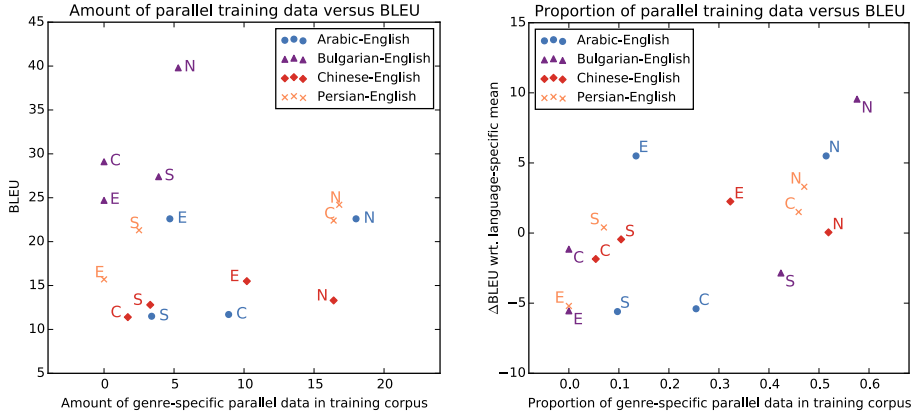 Amount of parallel training data versus BLEU
Arabic-English
Bulgarian-English
Chinese-English
Persian-English
BLEU
45
40
35
30
25
20
15
10
5
0
5
10
15
20
N
C
S
E
S
E
N
C
N
E
E
S
C
S
C
N
Amount of genre-specific parallel data in training corpus
Proportion of parallel training data versus BLEU
Arabic-English
Bulgarian-English
Chinese-English
Persian-English
ΔBLEU wrt. language-specific mean
15
10
5
0
−5
−10
0.0
0.1
0.2
0.3
0.4
0.5
0.6
N
E
N
N
C
E
S
S
N
C
C
S
E
E
S
C
Proportion of genre-specific parallel data in training corpus